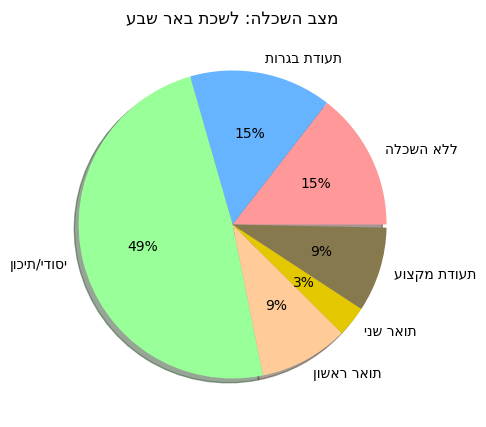 מצב השכלה: לשכת באר שבע
תעודת בגרות
15%
ללא השכלה
15%
49%
יסודי/תיכון
9%
תעודת מקצוע
3%
9%
תואר שני
תואר ראשון